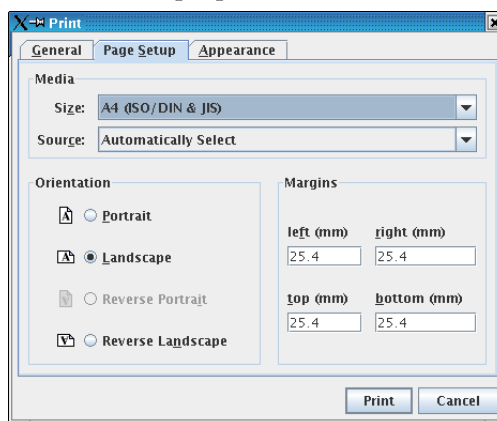 Print
General Page Setup Appearance
Media
Size: A4 (ISO/DIN & JIS)
Source: Automatically Select
Orientation
Portrait
Landscape
Reverse Portrait
Reverse Landscape
Margins
left (mm) right (mm)
25.4 25.4
top (mm) bottom (mm)
25.4 25.4
Print Cancel